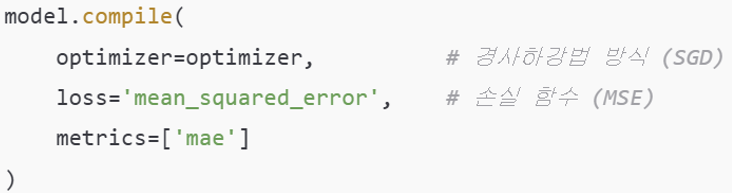 model.compile(
    optimizer=optimizer,          # 경사하강법 방식 (SGD)
    loss='mean_squared_error',    # 손실 함수 (MSE)
    metrics=['mae']
)